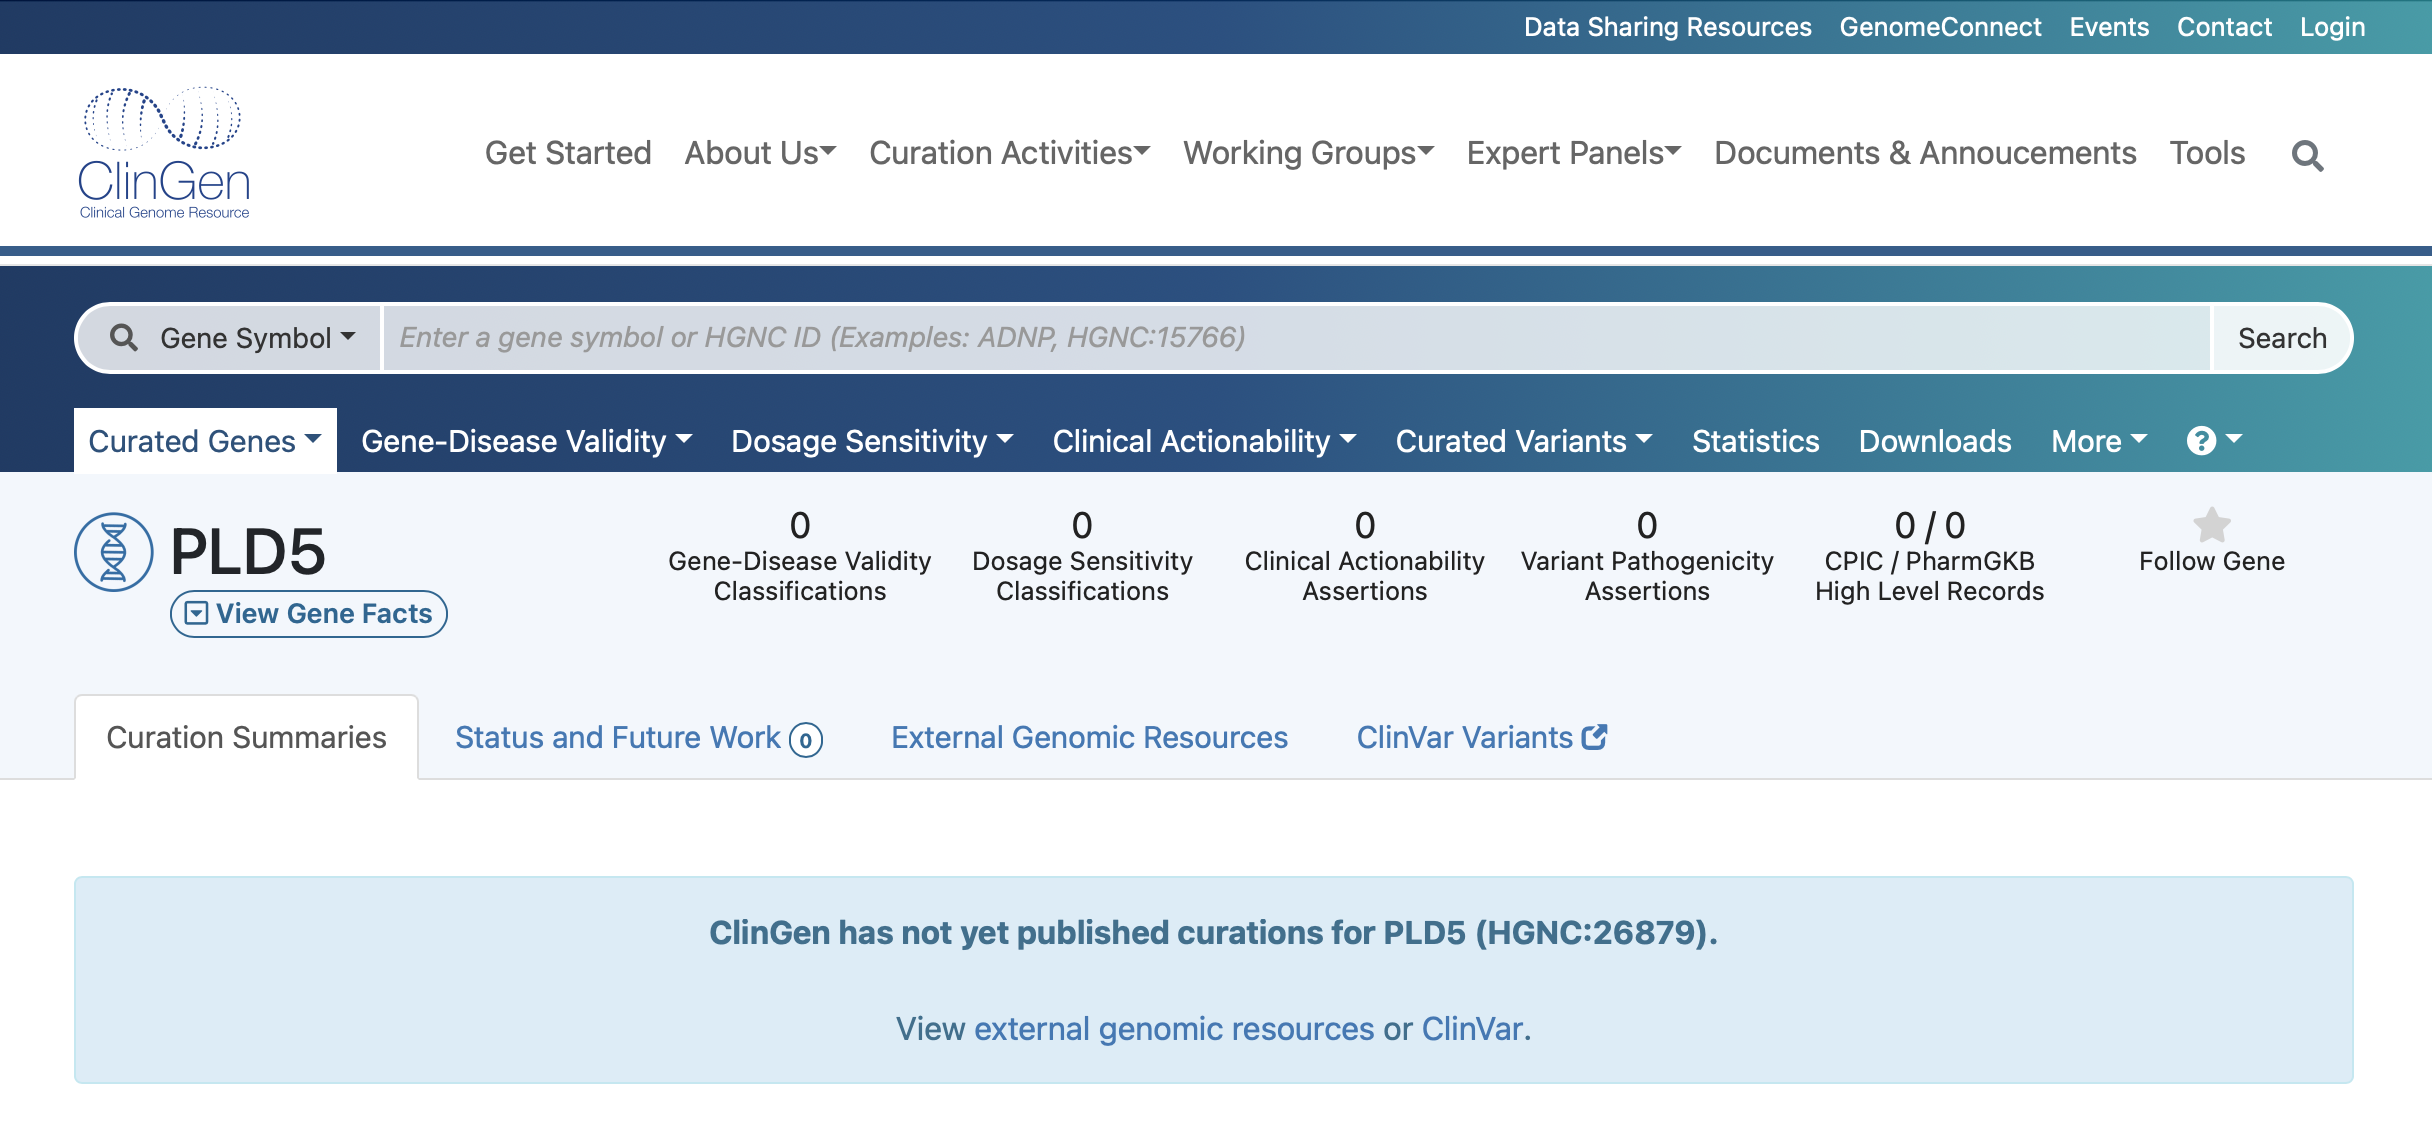 Data Sharing Resources GenomeConnect Events Contact Login
ClinGen
Clinical Genome Resource
Get Started About Us Curation Activities Working Groups Expert Panels Documents & Annoucements Tools
Gene Symbol Enter a gene symbol or HGNC ID (Examples: ADNP, HGNC:15766) Search
Curated Genes Gene-Disease Validity Dosage Sensitivity Clinical Actionability Curated Variants Statistics Downloads More ?
PLD5
View Gene Facts
0
Gene-Disease Validity
Classifications
0
Dosage Sensitivity
Classifications
0
Clinical Actionability
Assertions
0
Variant Pathogenicity
Assertions
0 / 0
CPIC / PharmGKB
High Level Records
Follow Gene
Curation Summaries Status and Future Work 0 External Genomic Resources ClinVar Variants
ClinGen has not yet published curations for PLD5 (HGNC:26879).
View external genomic resources or ClinVar.